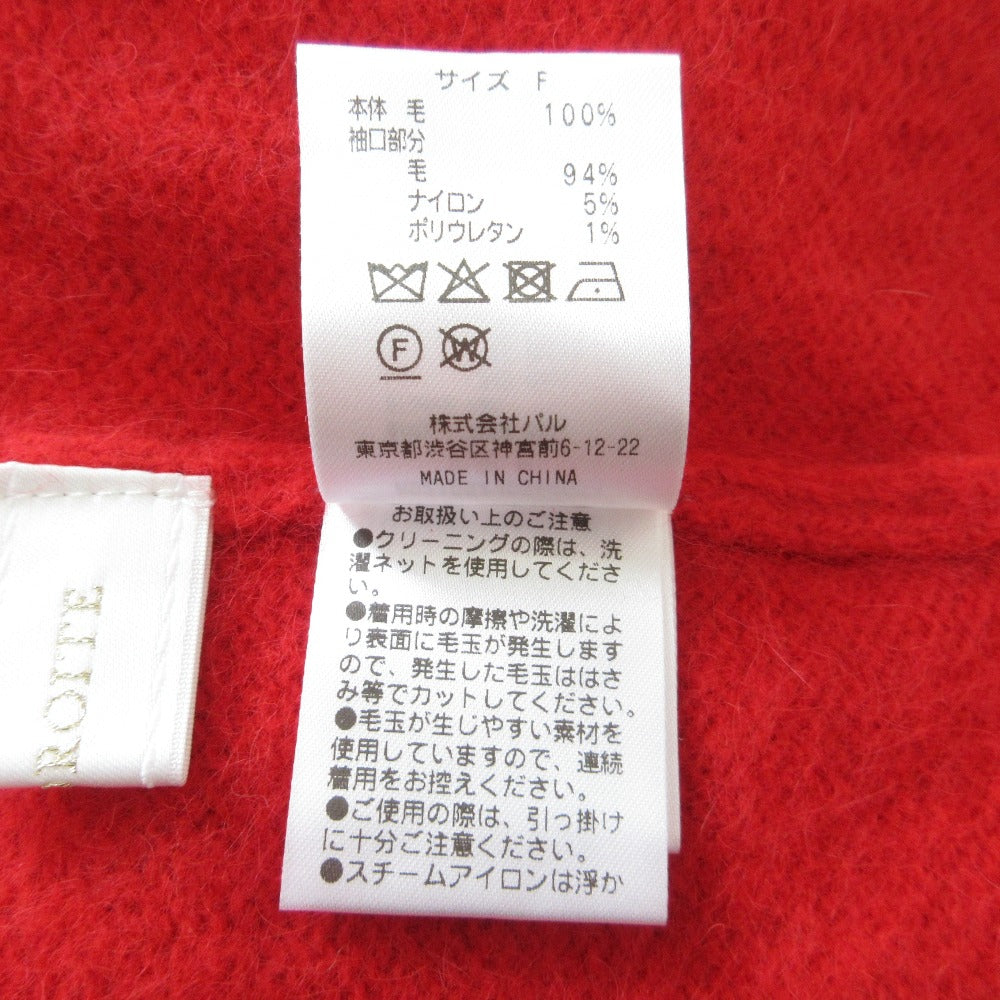 サイズ F
本体 毛 100%
袖口部分
毛 94%
ナイロン 5%
ポリウレタン 1%
F
W
株式会社パル
東京都渋谷区神宮前6-12-22
MADE IN CHINA
お取扱い上のご注意
●クリーニングの際は、洗
濯ネットを使用してくださ
い。
●着用時の摩擦や洗濯によ
り表面に毛玉が発生します
ので、発生した毛玉ははさ
み等でカットしてください。
●毛玉が生じやすい素材を
使用していますので、連続
着用をお控えください。
●ご使用の際は、引っ掛け
に十分ご注意ください。
●スチームアイロンは浮か